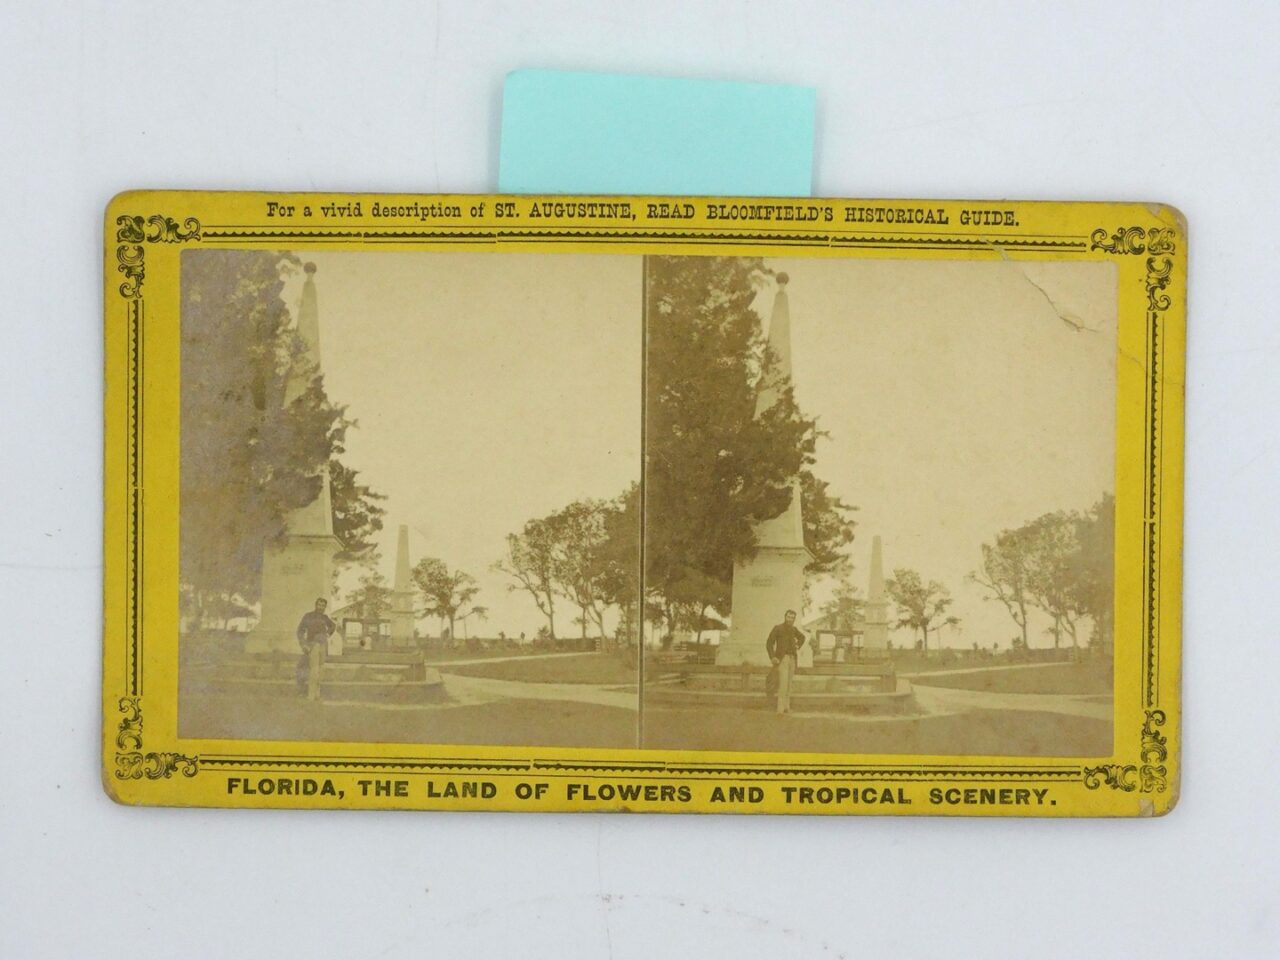 For a vivid description of ST. AUGUSTINE, READ BLOOMFIELD'S HISTORICAL GUIDE.
FLORIDA, THE LAND OF FLOWERS AND TROPICAL SCENERY.